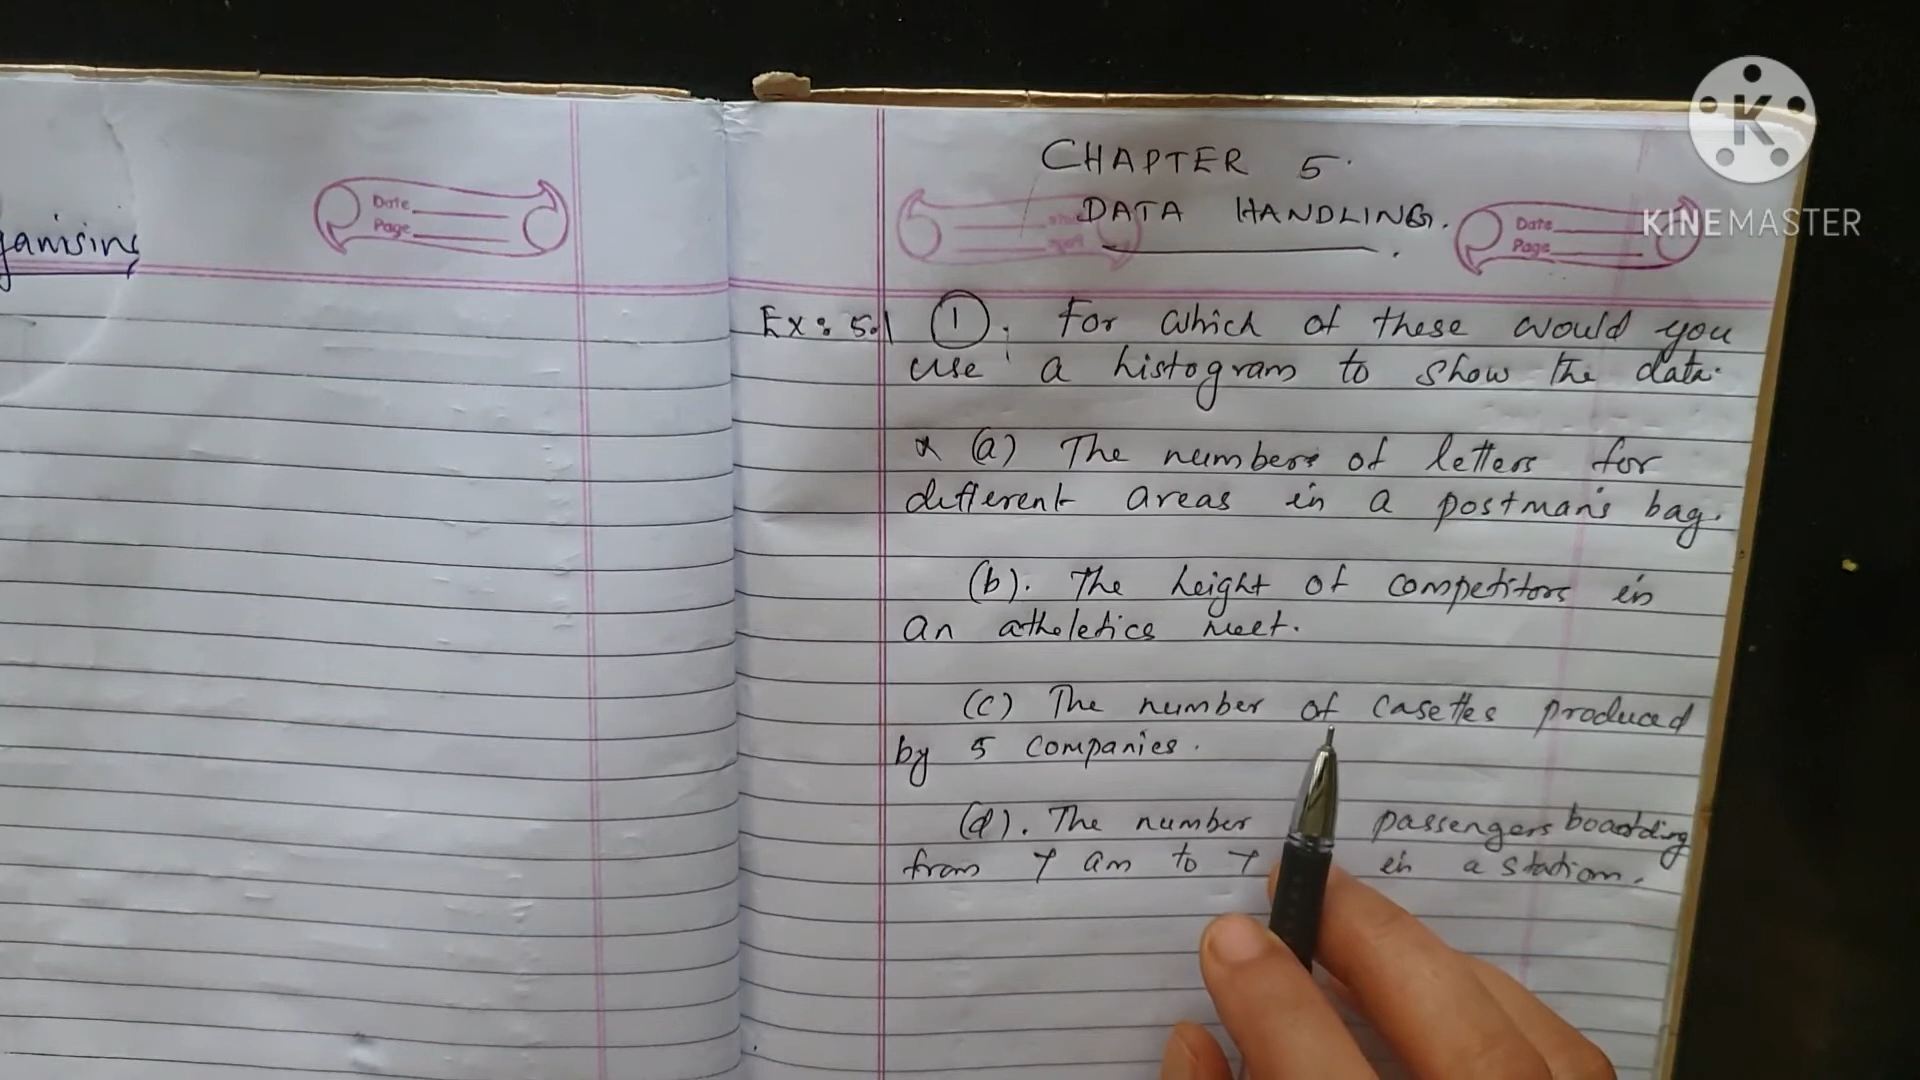 ganising
Date
Page
CHAPTER 5.
DATA HANDLING.
Date
Page
KINEMASTER
Ex: 5.1 ①. For which of these would you
use a histogram to show the data.
x (a) The numbers of letters for
different areas in a postman's bag.
(b). The height of competitors in
an atheletics meet.
(c) The number of casettes produced
by 5 companies.
(d). The number passengers boarding
from 7 am to 7 in a station.